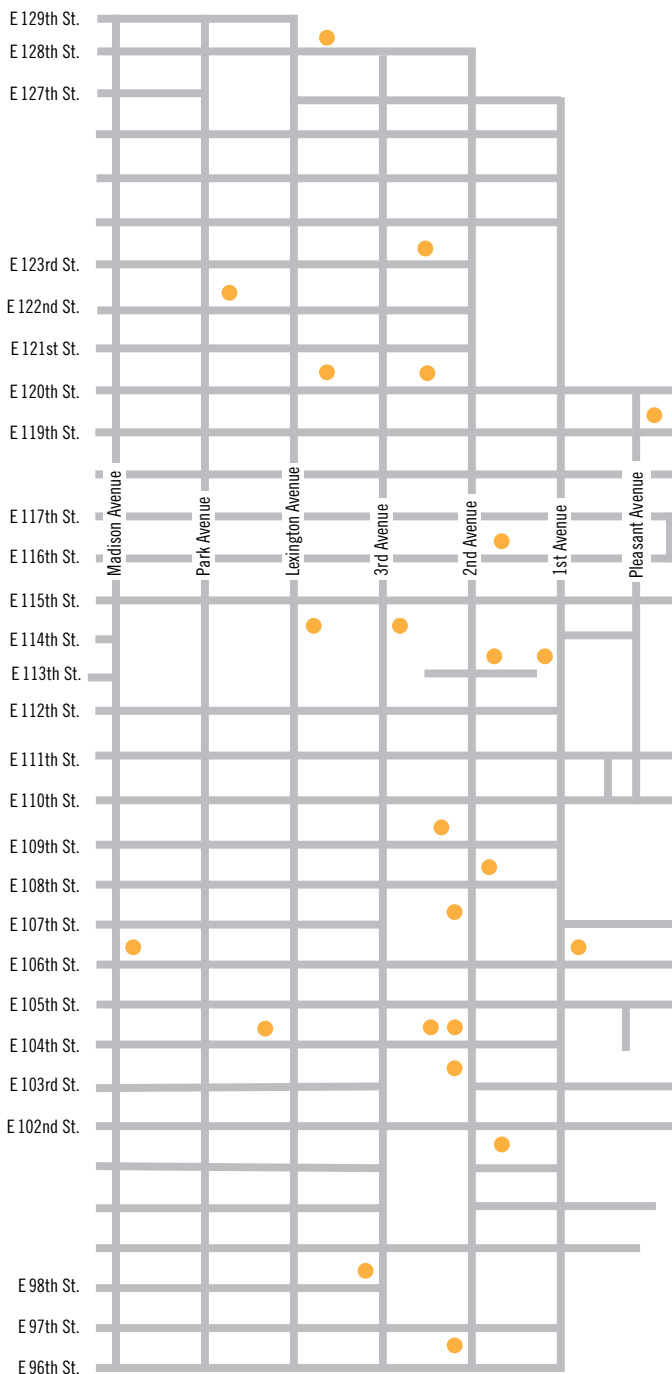 E 129th St.
E 128th St.
E 127th St.
E 123rd St.
E 122nd St.
E 121st St.
E 120th St.
E 119th St.
Madison Avenue
Park Avenue
Lexington Avenue
3rd Avenue
2nd Avenue
1st Avenue
Pleasant Avenue
E 117th St.
E 116th St.
E 115th St.
E 114th St.
E 113th St.
E 112th St.
E 111th St.
E 110th St.
E 109th St.
E 108th St.
E 107th St.
E 106th St.
E 105th St.
E 104th St.
E 103rd St.
E 102nd St.
E 98th St.
E 97th St.
E 96th St.